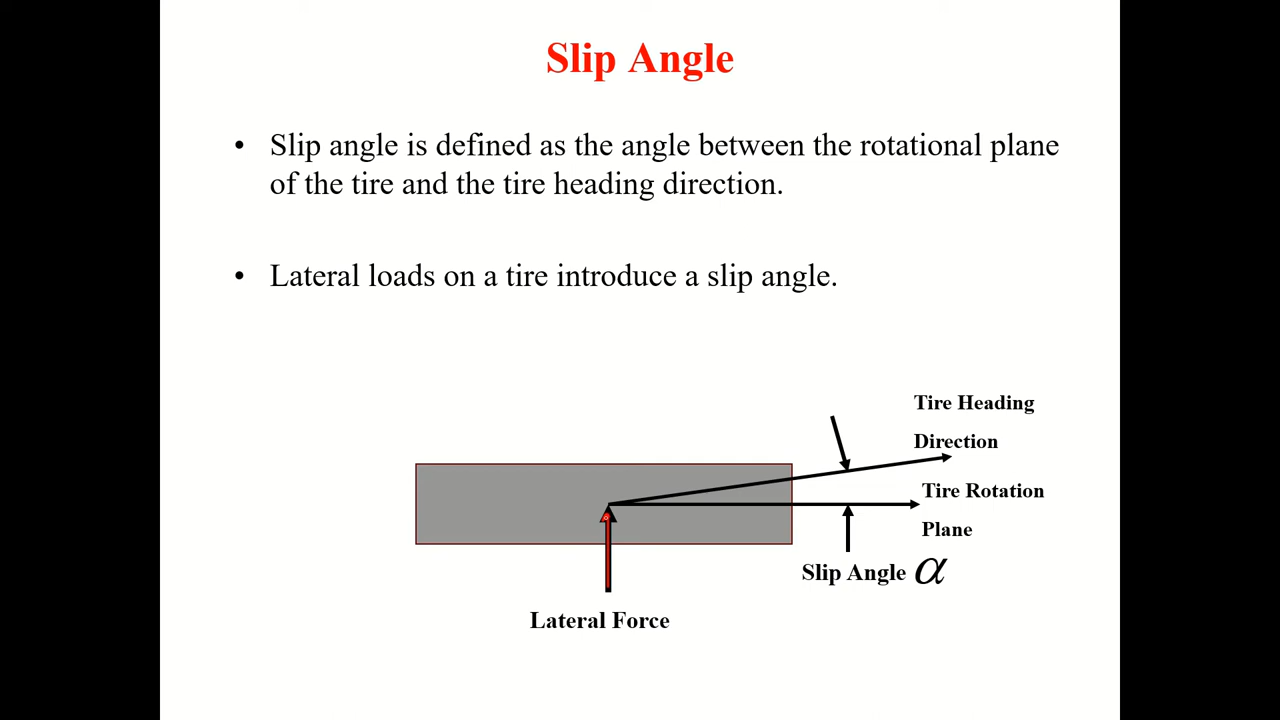 Slip Angle
• Slip angle is defined as the angle between the rotational plane
of the tire and the tire heading direction.
• Lateral loads on a tire introduce a slip angle.
Tire Heading
Direction
Tire Rotation
Plane
Slip Angle α
Lateral Force